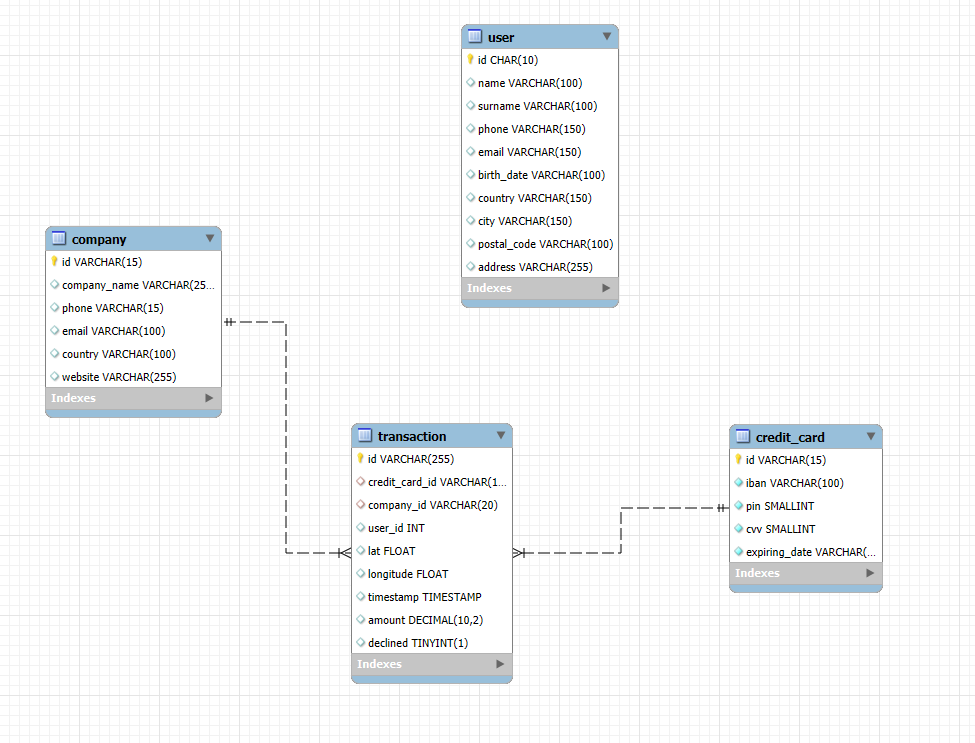 user
id CHAR(10)
name VARCHAR(100)
surname VARCHAR(100)
phone VARCHAR(150)
email VARCHAR(150)
birth_date VARCHAR(100)
country VARCHAR(150)
city VARCHAR(150)
postal_code VARCHAR(100)
address VARCHAR(255)
Indexes
company
id VARCHAR(15)
company_name VARCHAR(25...
phone VARCHAR(15)
email VARCHAR(100)
country VARCHAR(100)
website VARCHAR(255)
Indexes
transaction
id VARCHAR(255)
credit_card_id VARCHAR(1...
company_id VARCHAR(20)
user_id INT
lat FLOAT
longitude FLOAT
timestamp TIMESTAMP
amount DECIMAL(10,2)
declined TINYINT(1)
Indexes
credit_card
id VARCHAR(15)
iban VARCHAR(100)
pin SMALLINT
cvv SMALLINT
expiring_date VARCHAR(...
Indexes